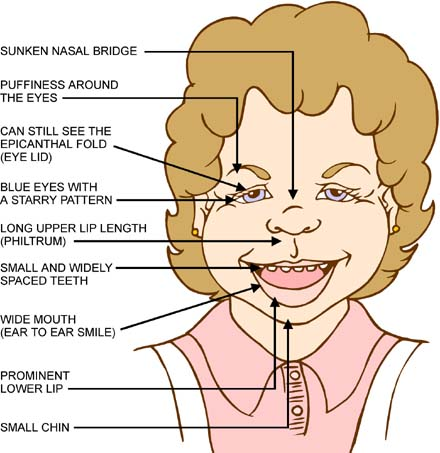 SUNKEN NASAL BRIDGE
PUFFINESS AROUND
THE EYES
CAN STILL SEE THE
EPICANTHAL FOLD
(EYE LID)
BLUE EYES WITH
A STARRY PATTERN
LONG UPPER LIP LENGTH
(PHILTRUM)
SMALL AND WIDELY
SPACED TEETH
WIDE MOUTH
(EAR TO EAR SMILE)
PROMINENT
LOWER LIP
SMALL CHIN